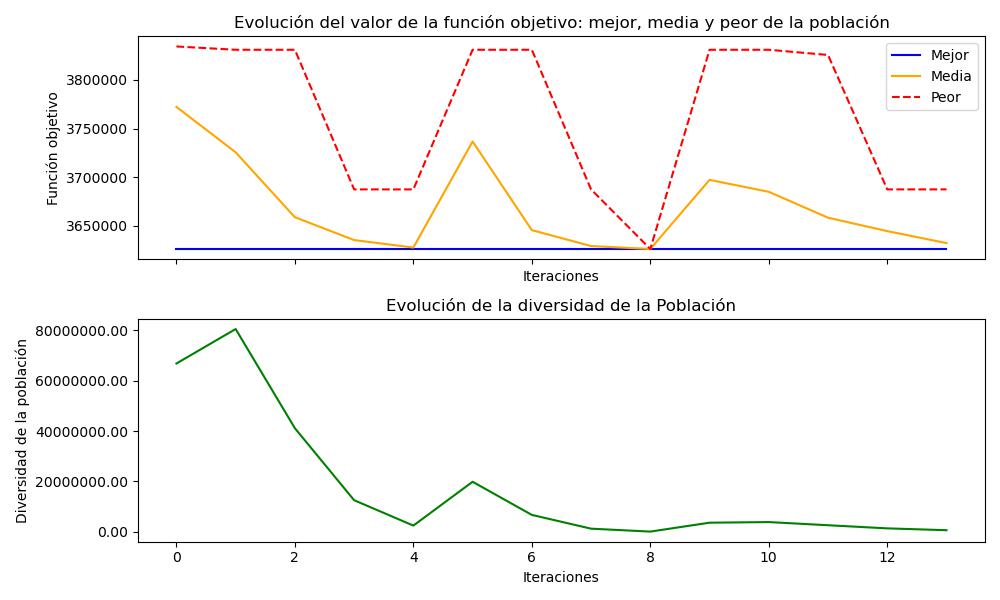 Evolución del valor de la función objetivo: mejor, media y peor de la población
Función objetivo
3800000
3750000
3700000
3650000
Mejor
Media
Peor
Iteraciones
Evolución de la diversidad de la Población
Diversidad de la población
80000000.00
60000000.00
40000000.00
20000000.00
0.00
0 2 4 6 8 10 12
Iteraciones